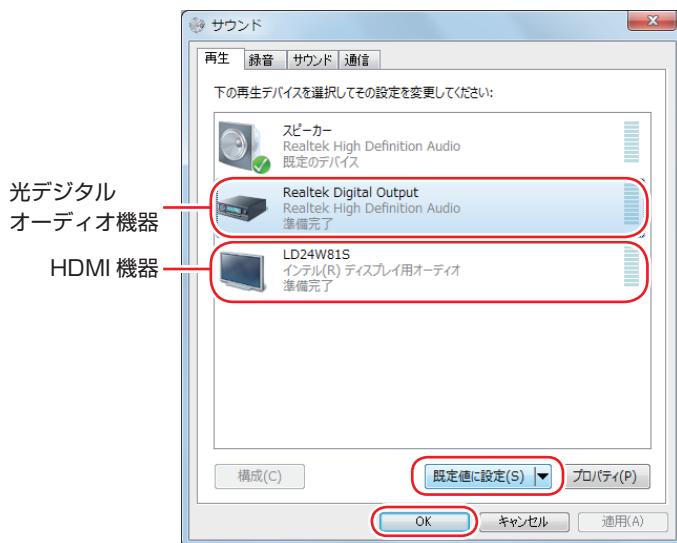 サウンド
再生 録音 サウンド 通信
下の再生デバイスを選択してその設定を変更してください:
スピーカー
Realtek High Definition Audio
既定のデバイス
光デジタル
オーディオ機器
Realtek Digital Output
Realtek High Definition Audio
準備完了
HDMI 機器
LD24W81S
インテル(R) ディスプレイ用オーディオ
準備完了
構成(C) 既定値に設定(S) プロパティ(P)
OK キャンセル 適用(A)